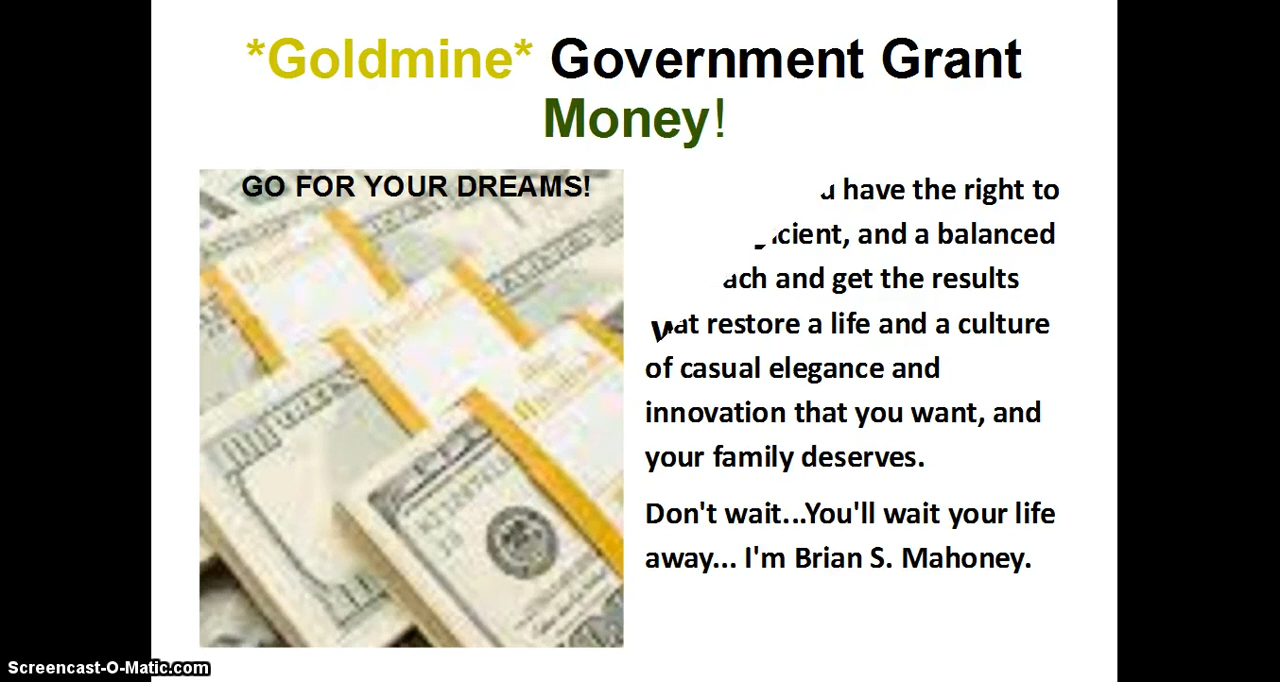 *Goldmine* Government Grant
Money!
GO FOR YOUR DREAMS!
have the right to
and a balanced
and get the results
restore a life and a culture
of casual elegance and
innovation that you want, and
your family deserves.
Don't wait...You'll wait your life
away... I'm Brian S. Mahoney.
Screencast-O-Matic.com